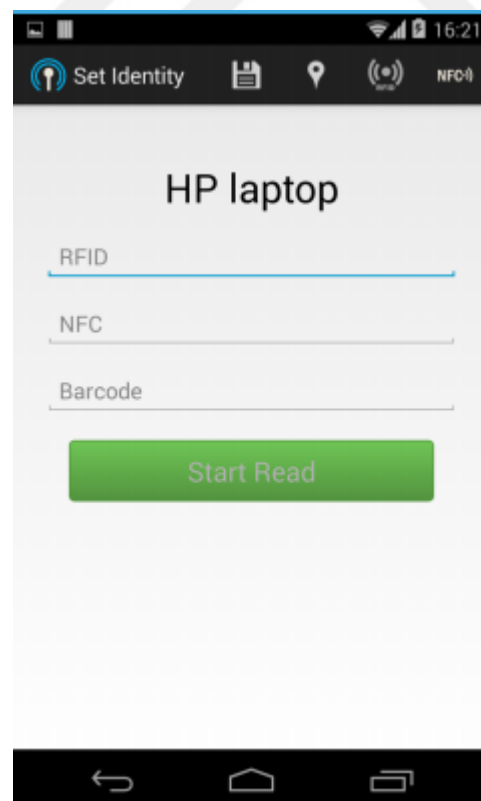 16:21
Set Identity
NFC
HP laptop
RFID
NFC
Barcode
Start Read